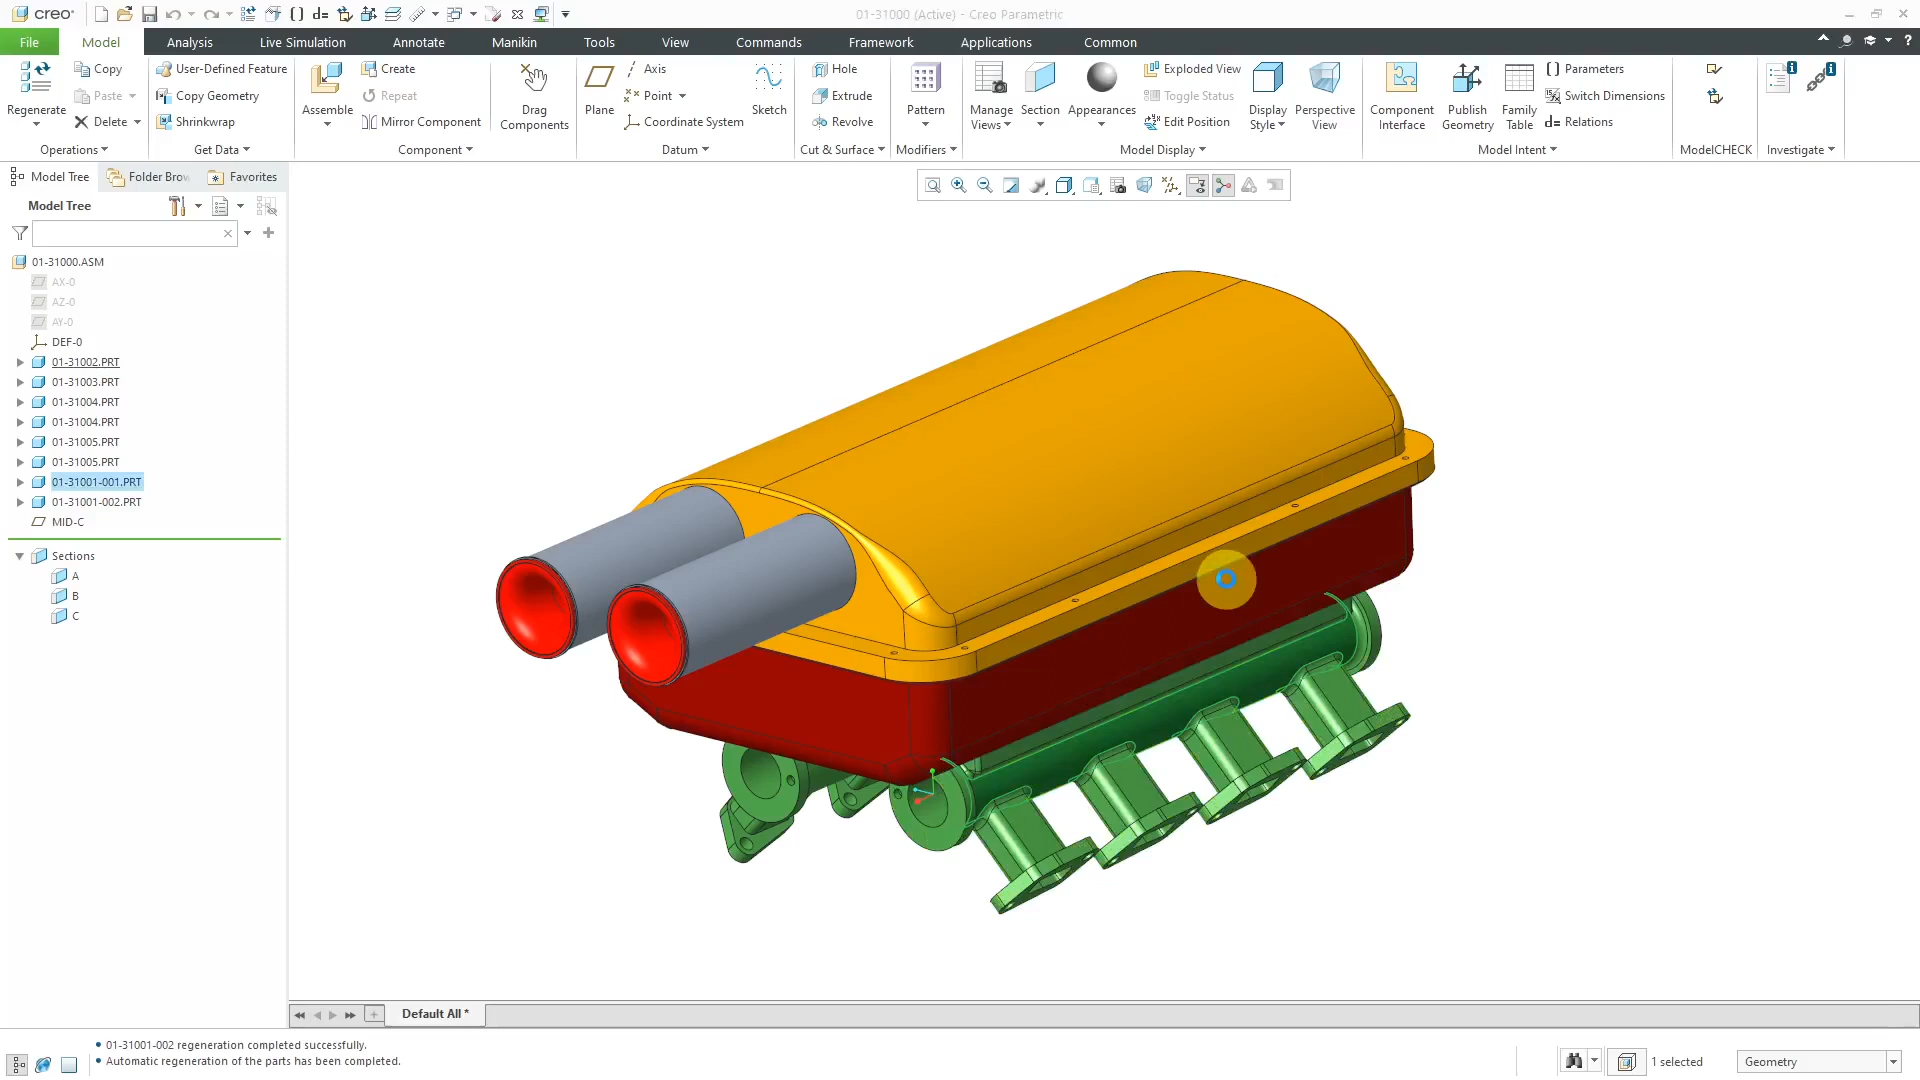 creo
d=
01-31000 (Active) - Creo Parametric
File Model Analysis Live Simulation Annotate Manikin Tools View Commands Framework Applications Common
?
Regenerate
Copy
Paste
Delete
Operations
User-Defined Feature
Copy Geometry
Shrinkwrap
Get Data
Assemble
Create
Repeat
Mirror Component
Drag Components
Component
Plane
Axis
Point
Coordinate System
Sketch
Datum
Hole
Extrude
Revolve
Cut & Surface
Pattern
Modifiers
Manage Views
Section
Appearances
Exploded View
Toggle Status
Edit Position
Display Style
Perspective View
Model Display
Component Interface
Publish Geometry
Family Table
Parameters
Switch Dimensions
d= Relations
Model Intent
ModelCHECK
Investigate
Model Tree
Folder Brow
Favorites
Model Tree
01-31000.ASM
AX-0
AZ-0
AY-0
DEF-0
01-31002.PRT
01-31003.PRT
01-31004.PRT
01-31004.PRT
01-31005.PRT
01-31005.PRT
01-31001-001.PRT
01-31001-002.PRT
MID-C
Sections
A
B
C
Default All *
01-31001-002 regeneration completed successfully.
Automatic regeneration of the parts has been completed.
1 selected
Geometry